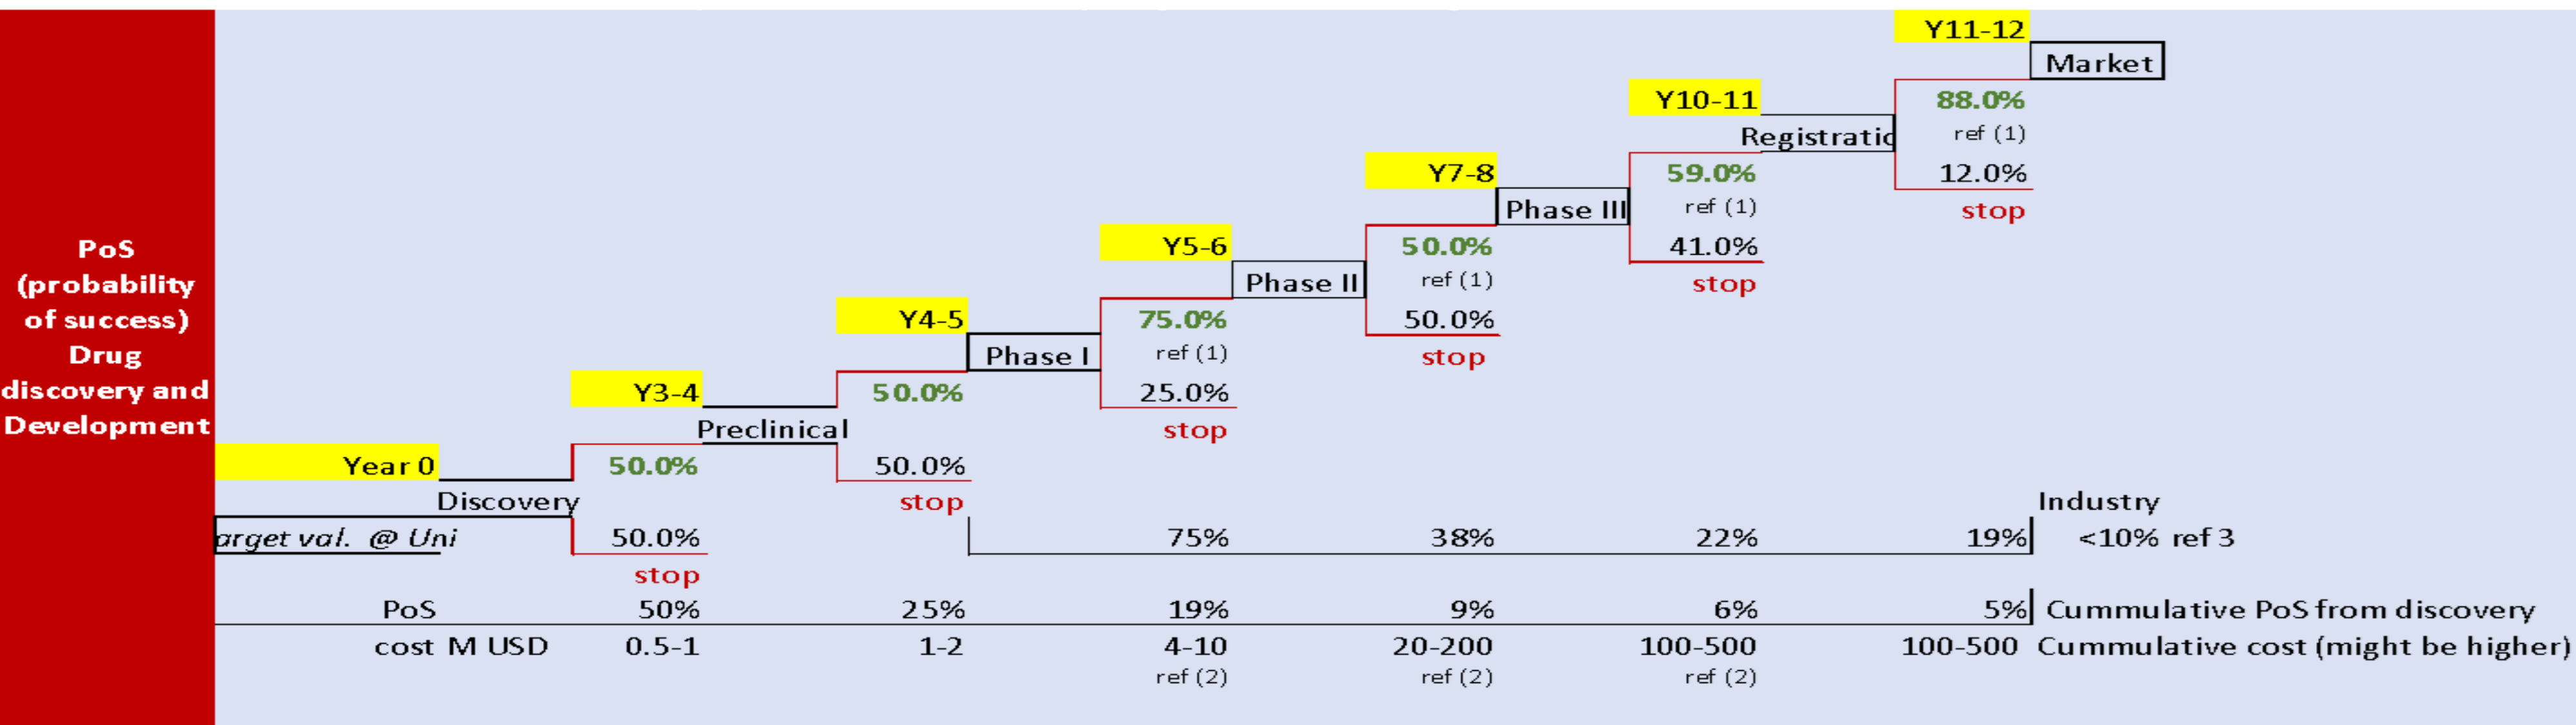 PoS
(probability
of success)
Drug
discovery and
Development
Y11-12
Market
Y10-11
88.0%
Registratio
ref (1)
Y7-8
59.0%
12.0%
Phase III
ref (1)
stop
Y5-6
50.0%
41.0%
Phase II
ref (1)
stop
Y4-5
75.0%
50.0%
Phase I
ref (1)
stop
Y3-4
50.0%
25.0%
Preclinical
stop
Year 0
50.0%
50.0%
Discovery
stop
Industry
arget val. @ Uni
50.0%
75%
38%
22%
19%
<10% ref 3
stop
PoS 50% 25% 19% 9% 6% 5% Cummulative PoS from discovery
cost M USD 0.5-1 1-2 4-10 20-200 100-500 100-500 Cummulative cost (might be higher)
ref (2) ref (2) ref (2)